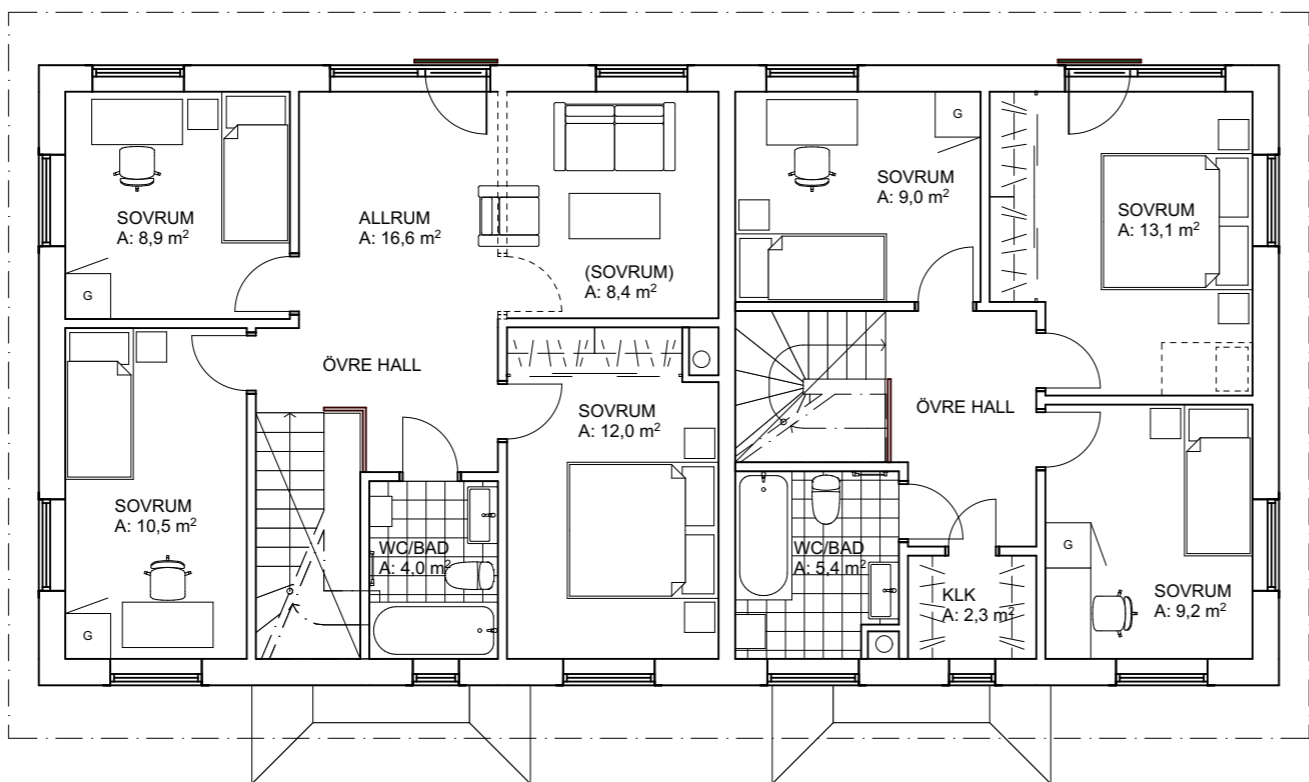 SOVRUM
A: 8,9 m²
G
ALLRUM
A: 16,6 m²
(SOVRUM)
A: 8,4 m²
SOVRUM
A: 9,0 m²
G
SOVRUM
A: 13,1 m²
ÖVRE HALL
SOVRUM
A: 12,0 m²
ÖVRE HALL
SOVRUM
A: 10,5 m²
G
WC/BAD
A: 4,0 m²
WC/BAD
A: 5,4 m²
KLK
A: 2,3 m²
G
SOVRUM
A: 9,2 m²